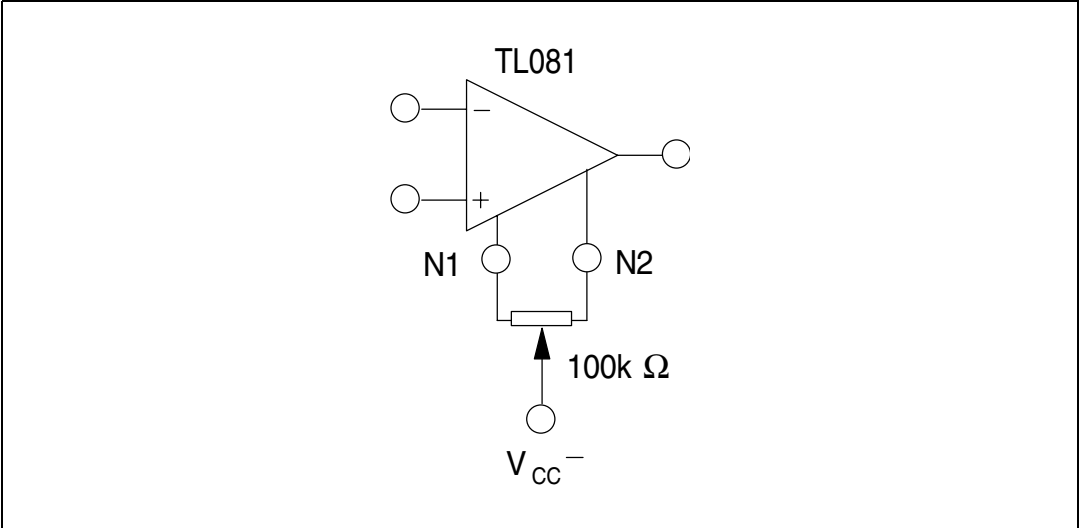 TL081
−
+
N1
N2
100k Ω
VCC −